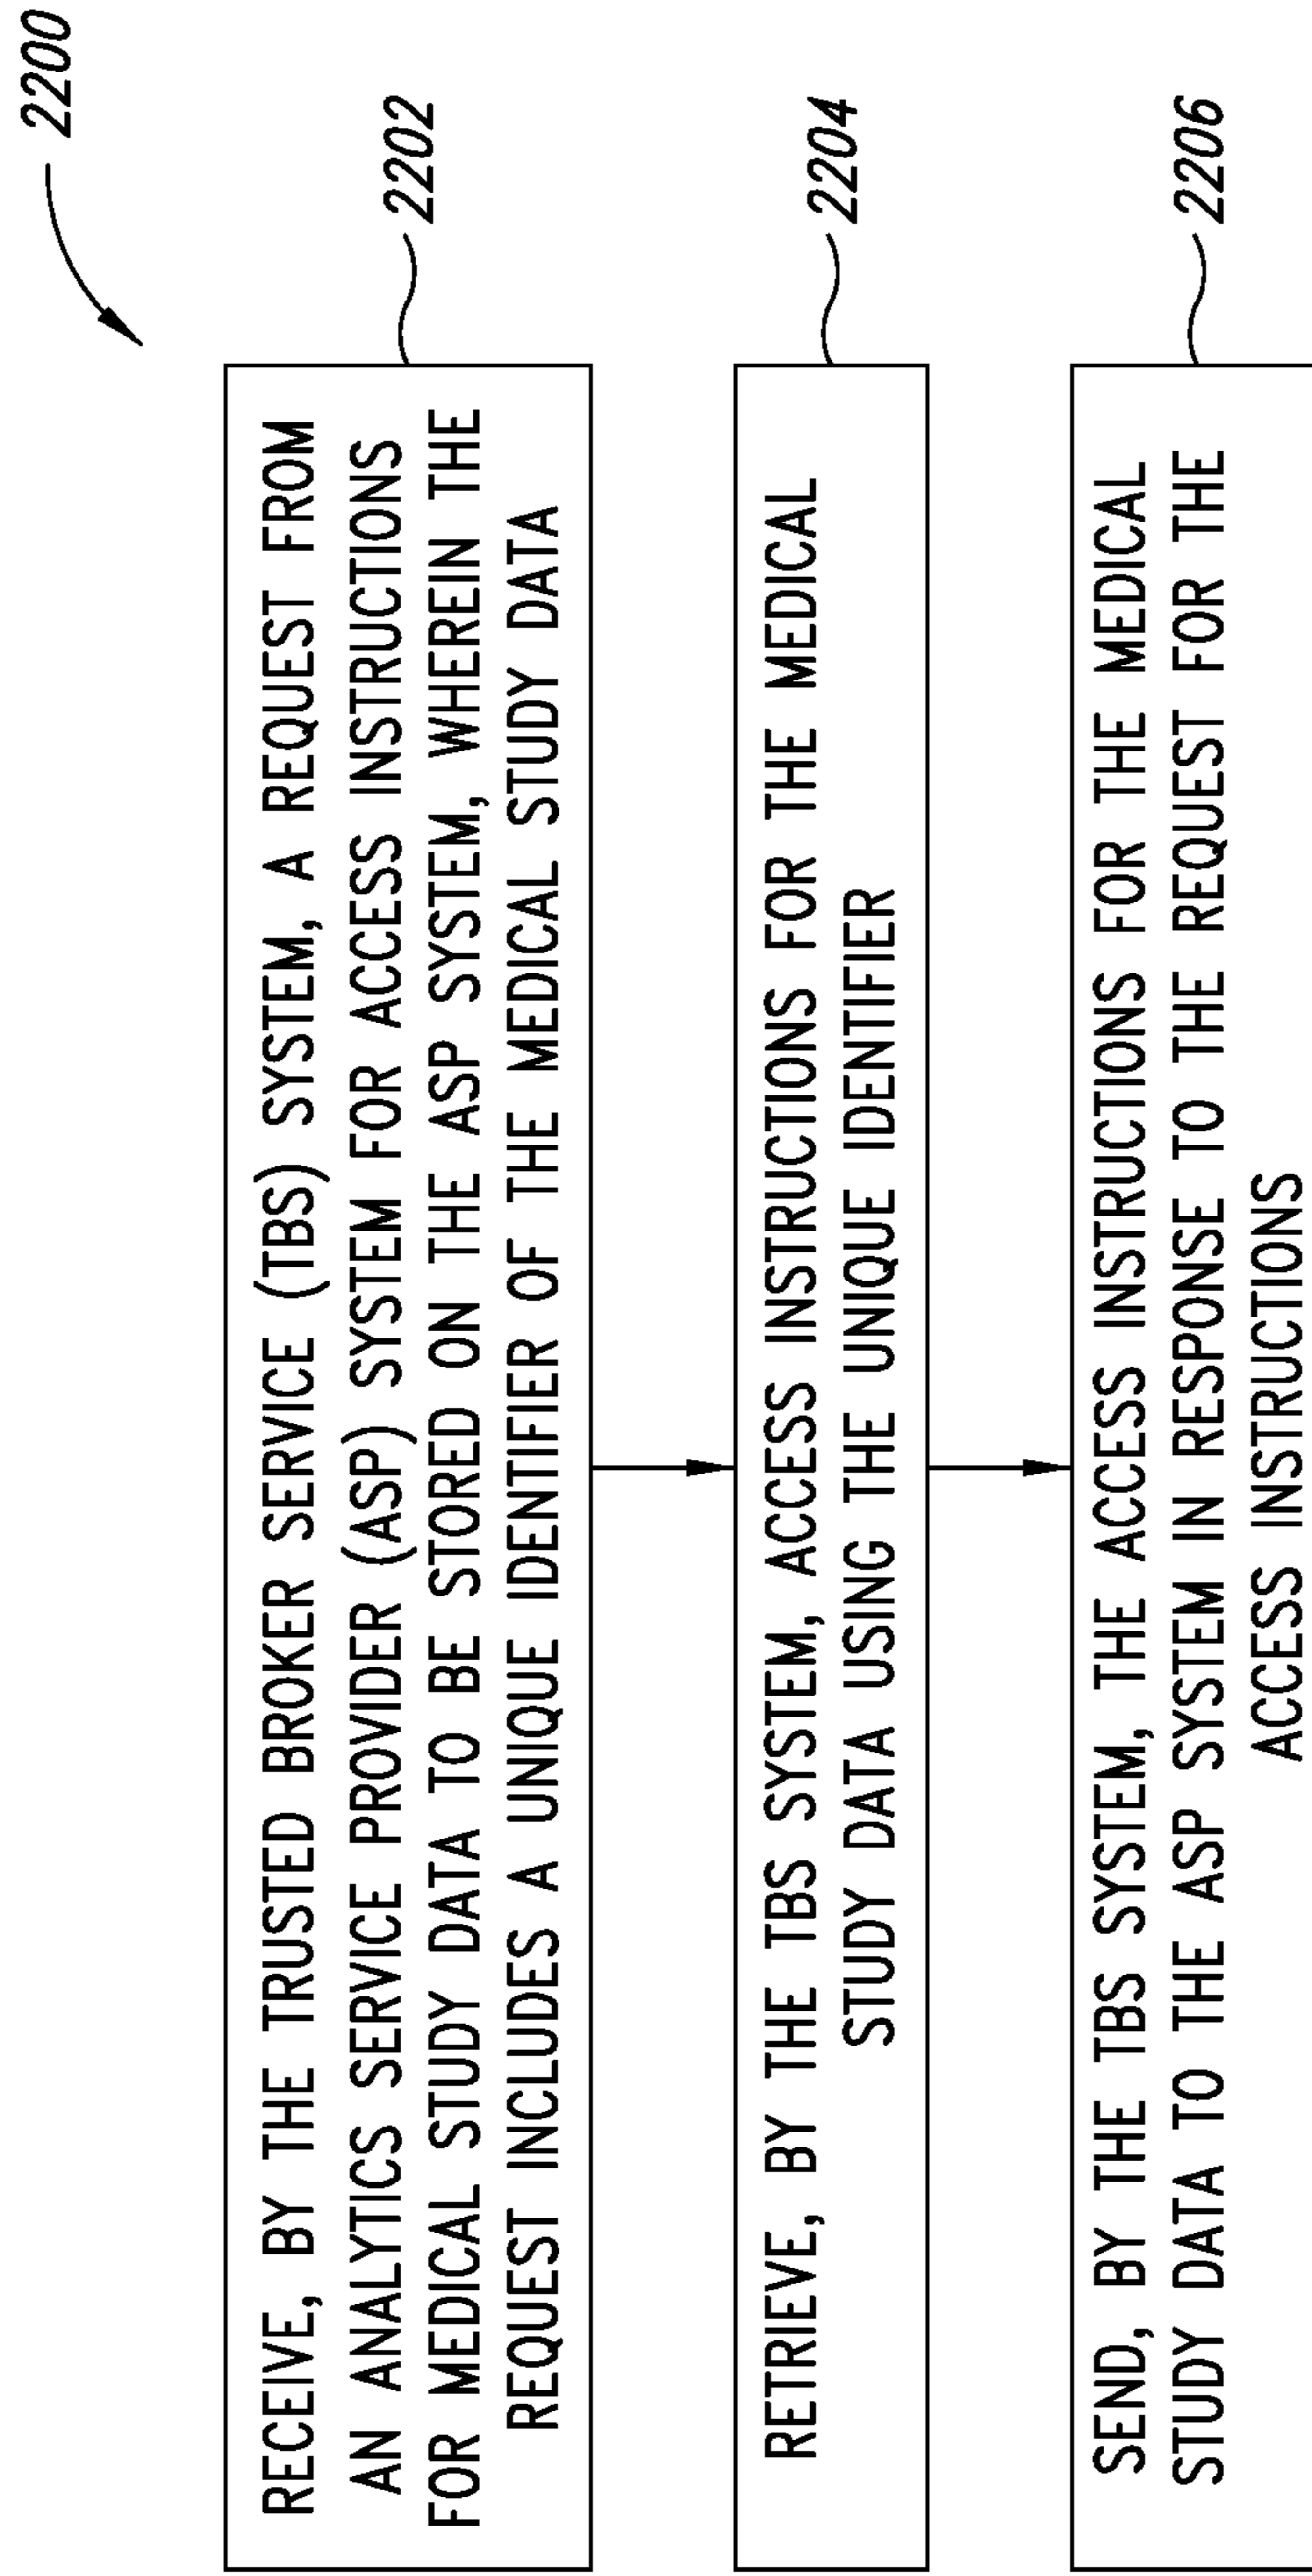 2200
RECEIVE, BY THE TRUSTED BROKER SERVICE (TBS) SYSTEM, A REQUEST FROM
AN ANALYTICS SERVICE PROVIDER (ASP) SYSTEM FOR ACCESS INSTRUCTIONS
FOR MEDICAL STUDY DATA TO BE STORED ON THE ASP SYSTEM, WHEREIN THE
REQUEST INCLUDES A UNIQUE IDENTIFIER OF THE MEDICAL STUDY DATA
2202
RETRIEVE, BY THE TBS SYSTEM, ACCESS INSTRUCTIONS FOR THE MEDICAL
STUDY DATA USING THE UNIQUE IDENTIFIER
2204
SEND, BY THE TBS SYSTEM, THE ACCESS INSTRUCTIONS FOR THE MEDICAL
STUDY DATA TO THE ASP SYSTEM IN RESPONSE TO THE REQUEST FOR THE
ACCESS INSTRUCTIONS
2206